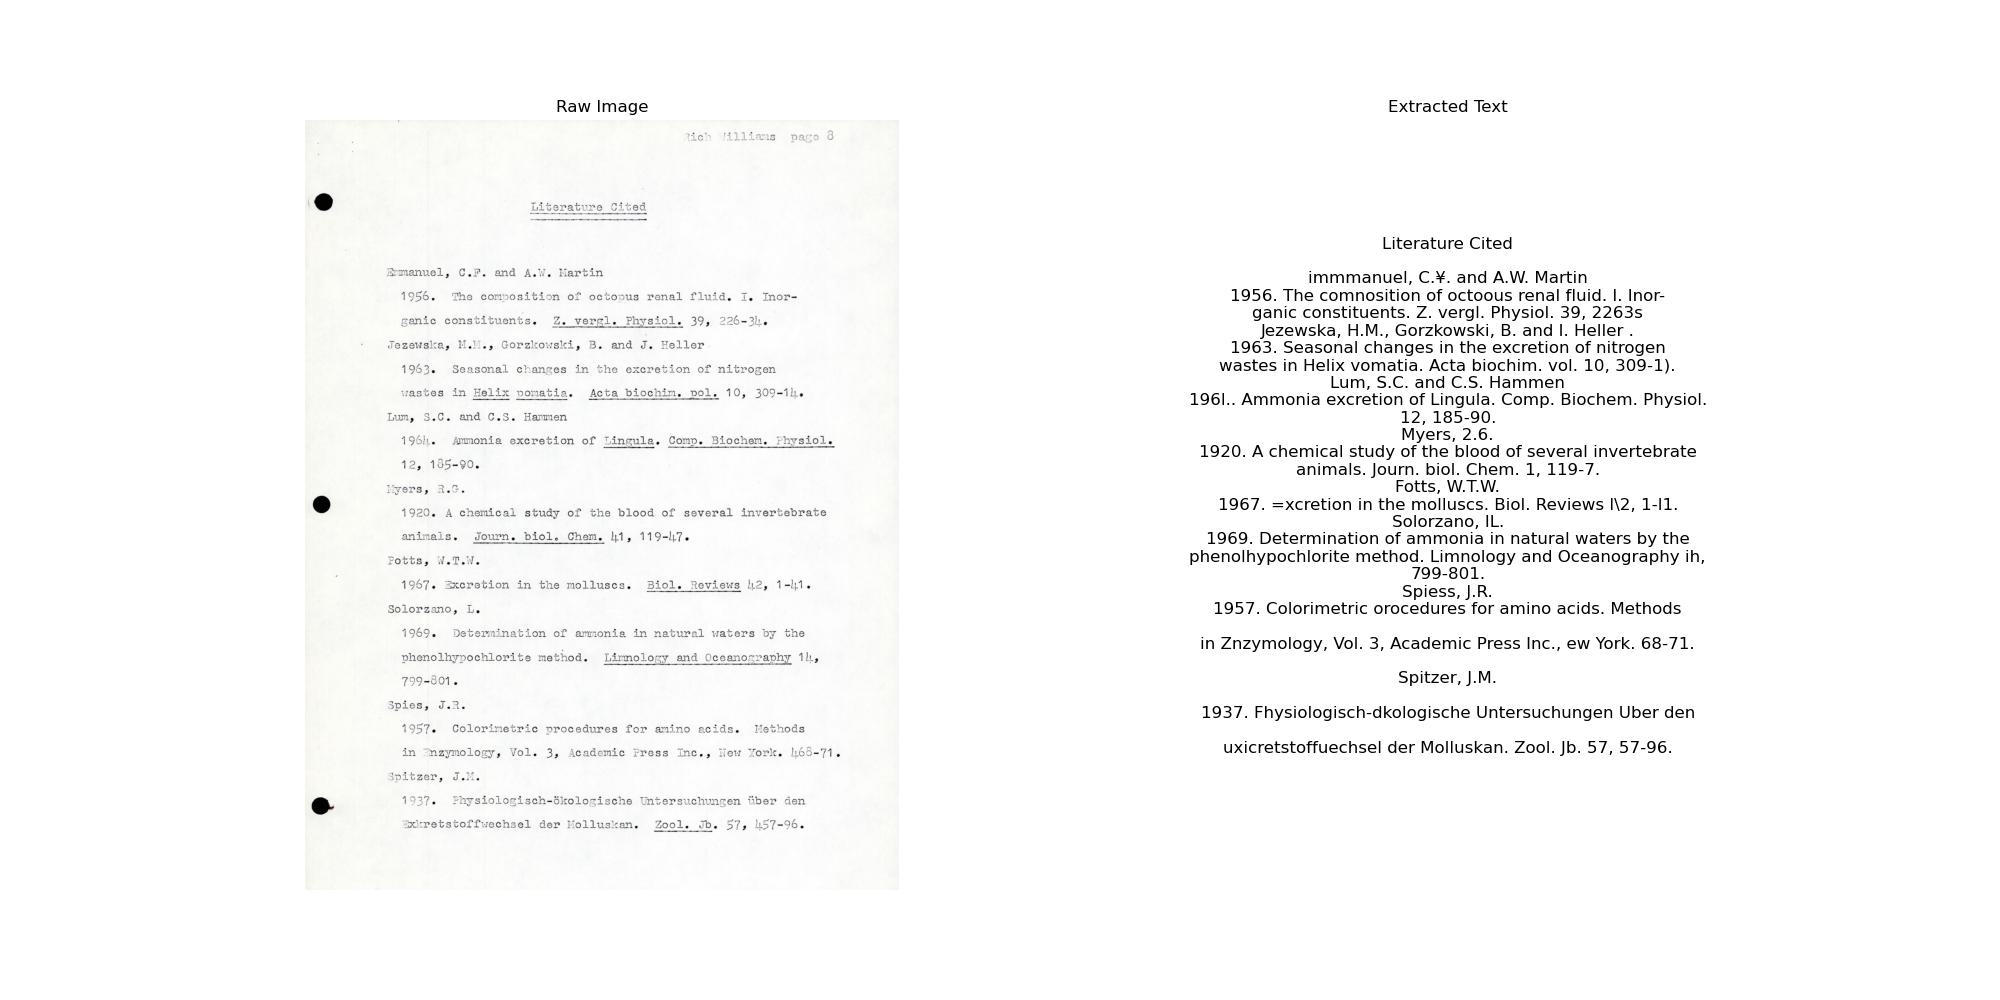 Raw Image
Rich Williams page 8
Literature Cited
Emmanuel, C.F. and A.W. Martin
1956. The composition of octopus renal fluid. I. Inor-
ganic constituents. Z. vergl. Physiol. 39, 226-34.
Jezewska, M.M., Gorzkowski, B. and J. Heller
1963. Seasonal changes in the excretion of nitrogen
wastes in Helix pomatia. Acta biochim. pol. 10, 309-14.
Lum, S.C. and C.S. Hammen
1964. Ammonia excretion of Lingula. Comp. Biochem. Physiol.
12, 185-90.
Myers, R.G.
1920. A chemical study of the blood of several invertebrate
animals. Journ. biol. Chem. 41, 119-47.
Potts, W.T.W.
1967. Excretion in the molluscs. Biol. Reviews 42, 1-41.
Solorzano, L.
1969. Determination of ammonia in natural waters by the
phenolhypochlorite method. Limnology and Oceanography 14,
799-801.
Spies, J.R.
1957. Colorimetric procedures for amino acids. Methods
in Enzymology, Vol. 3, Academic Press Inc., New York. 468-71.
Spitzer, J.M.
1937. Physiologisch-ökologische Untersuchungen über den
Exkretstoffwechsel der Molluskan. Zool. Jb. 57, 457-96.
Extracted Text
Literature Cited
immmanuel, C.¥. and A.W. Martin
1956. The comnosition of octoous renal fluid. I. Inor-
ganic constituents. Z. vergl. Physiol. 39, 2263s
Jezewska, H.M., Gorzkowski, B. and I. Heller .
1963. Seasonal changes in the excretion of nitrogen
wastes in Helix vomatia. Acta biochim. vol. 10, 309-1).
Lum, S.C. and C.S. Hammen
196l.. Ammonia excretion of Lingula. Comp. Biochem. Physiol.
12, 185-90.
Myers, 2.6.
1920. A chemical study of the blood of several invertebrate
animals. Journ. biol. Chem. 1, 119-7.
Fotts, W.T.W.
1967. =xcretion in the molluscs. Biol. Reviews l\2, 1-l1.
Solorzano, IL.
1969. Determination of ammonia in natural waters by the
phenolhypochlorite method. Limnology and Oceanography ih,
799-801.
Spiess, J.R.
1957. Colorimetric orocedures for amino acids. Methods
in Znzymology, Vol. 3, Academic Press Inc., ew York. 68-71.
Spitzer, J.M.
1937. Fhysiologisch-dkologische Untersuchungen Uber den
uxicretstoffuechsel der Molluskan. Zool. Jb. 57, 57-96.